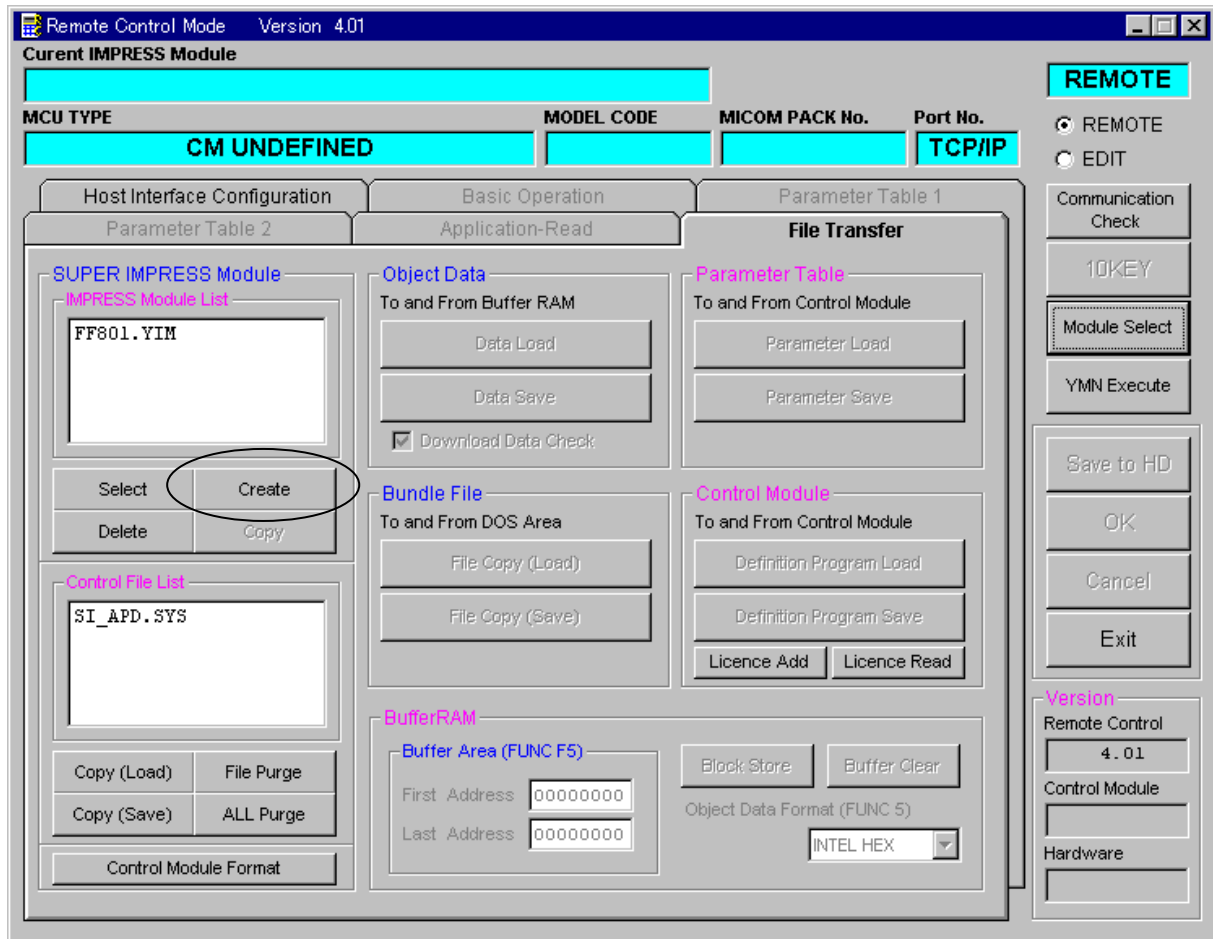 Remote Control Mode Version 4.01
Curent IMPRESS Module
REMOTE
MCU TYPE MODEL CODE MICOM PACK No. Port No.
CM UNDEFINED TCP/IP
REMOTE
EDIT
Host Interface Configuration Basic Operation Parameter Table 1
Parameter Table 2 Application-Read File Transfer
SUPER IMPRESS Module
IMPRESS Module List
FF801.YIM
Select Create
Delete Copy
Control File List
SI_APD.SYS
Copy (Load) File Purge
Copy (Save) ALL Purge
Control Module Format
Object Data
To and From Buffer RAM
Data Load
Data Save
Download Data Check
Bundle File
To and From DOS Area
File Copy (Load)
File Copy (Save)
Parameter Table
To and From Control Module
Parameter Load
Parameter Save
Control Module
To and From Control Module
Definition Program Load
Definition Program Save
Licence Add Licence Read
BufferRAM
Buffer Area (FUNC F5)
First Address 00000000
Last Address 00000000
Block Store Buffer Clear
Object Data Format (FUNC 5)
INTEL HEX
Communication
Check
10KEY
Module Select
YMN Execute
Save to HD
OK
Cancel
Exit
Version
Remote Control
4.01
Control Module
Hardware